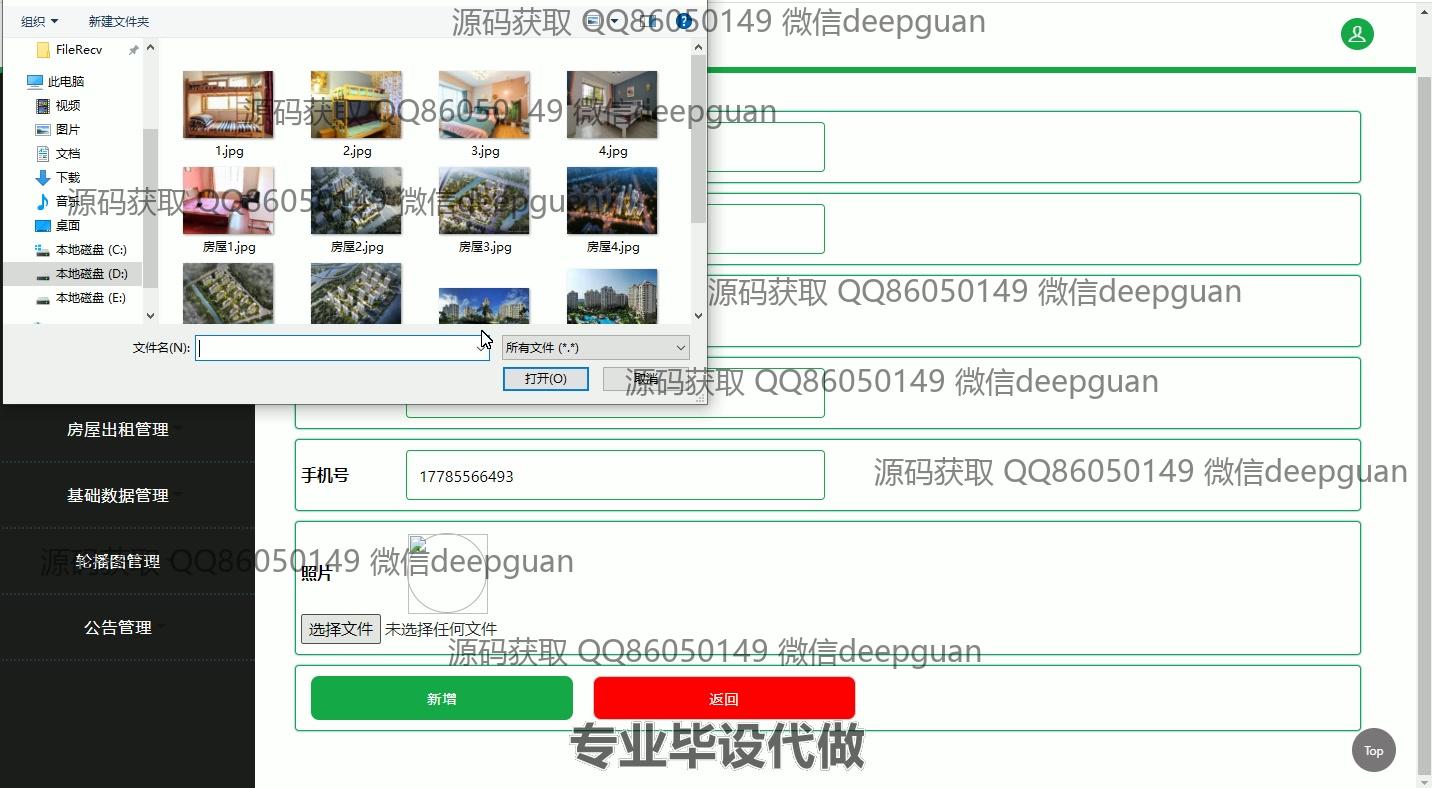 组织 新建文件夹
源码获取 QQ86050149 微信deepguan
FileRecv
此电脑
视频
图片
文档
下载
音乐
桌面
本地磁盘 (C:)
本地磁盘 (D:)
本地磁盘 (E:)
1.jpg 2.jpg 3.jpg 4.jpg
源码获取 QQ86050149 微信deepguan
源码获取 QQ86050149 微信deepguan
房屋1.jpg 房屋2.jpg 房屋3.jpg 房屋4.jpg
源码获取 QQ86050149 微信deepguan
文件名(N): 所有文件 (*.*)
打开(O) 取消
源码获取 QQ86050149 微信deepguan
房屋出租管理
基础数据管理
轮播图管理
公告管理
手机号 17785566493
源码获取 QQ86050149 微信deepguan
源码获取 QQ86050149 微信deepguan
照片
选择文件 未选择任何文件
源码获取 QQ86050149 微信deepguan
新增 返回
专业毕设代做
Top